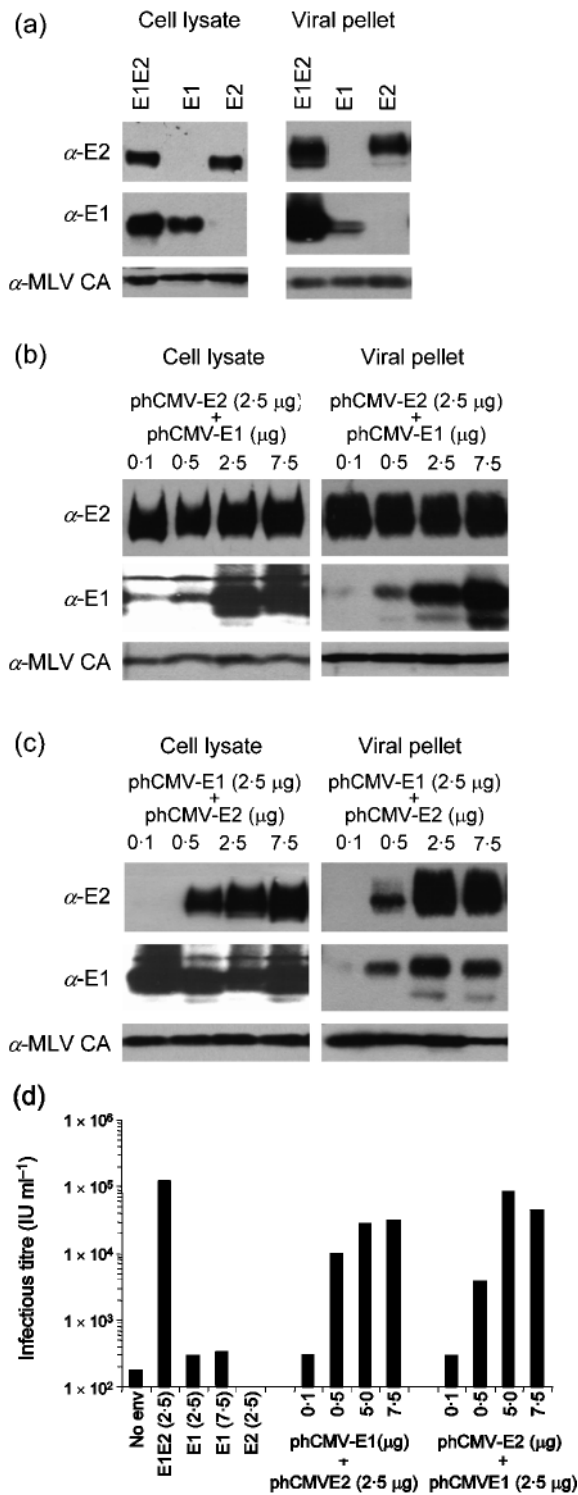 (a)
Cell lysate Viral pellet
E1E2 E1 E2 E1E2 E1 E2
α-E2
α-E1
α-MLV CA
(b)
Cell lysate Viral pellet
phCMV-E2 (2·5 µg) phCMV-E2 (2·5 µg)
+ +
phCMV-E1 (µg) phCMV-E1 (µg)
0·1 0·5 2·5 7·5 0·1 0·5 2·5 7·5
α-E2
α-E1
α-MLV CA
(c)
Cell lysate Viral pellet
phCMV-E1 (2·5 µg) phCMV-E1 (2·5 µg)
+ +
phCMV-E2 (µg) phCMV-E2 (µg)
0·1 0·5 2·5 7·5 0·1 0·5 2·5 7·5
α-E2
α-E1
α-MLV CA
(d)
Infectious titre (IU ml⁻¹)
1 × 10⁶
1 × 10⁵
1 × 10⁴
1 × 10³
1 × 10²
No env E1E2 (2·5) E1 (2·5) E1 (7·5) E2 (2·5) 0·1 0·5 5·0 7·5 0·1 0·5 5·0 7·5
phCMV-E1(µg) phCMV-E2 (µg)
+ +
phCMVE2 (2·5 µg) phCMVE1 (2·5 µg)